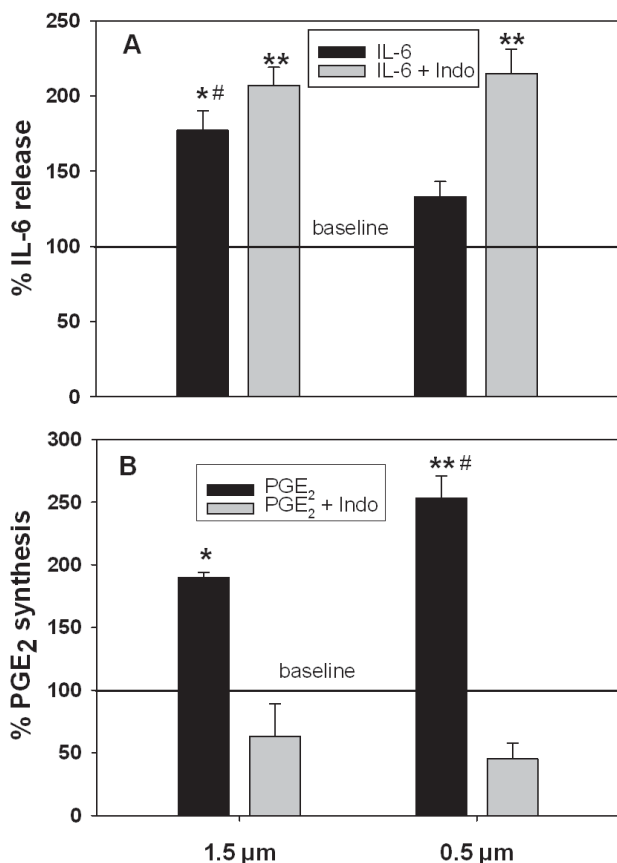 A
IL-6
IL-6 + Indo
% IL-6 release
250
200
150
100
50
0
* #
**
**
baseline
B
PGE₂
PGE₂ + Indo
% PGE₂ synthesis
300
250
200
150
100
50
0
*
** #
baseline
1.5 µm
0.5 µm